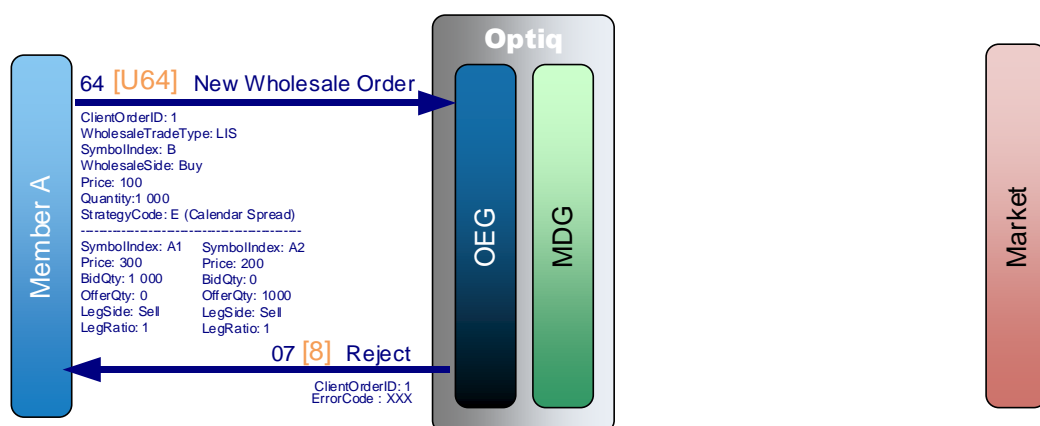 Optiq
64 [U64] New Wholesale Order
ClientOrderID: 1
WholesaleTradeType: LIS
SymbolIndex: B
WholesaleSide: Buy
Price: 100
Quantity:1 000
StrategyCode: E (Calendar Spread)
--------------------------------------------
SymbolIndex: A1 SymbolIndex: A2
Price: 300 Price: 200
BidQty: 1 000 BidQty: 0
OfferQty: 0 OfferQty: 1000
LegSide: Sell LegSide: Sell
LegRatio: 1 LegRatio: 1
07 [8] Reject
ClientOrderID: 1
ErrorCode : XXX
Member A
OEG
MDG
Market